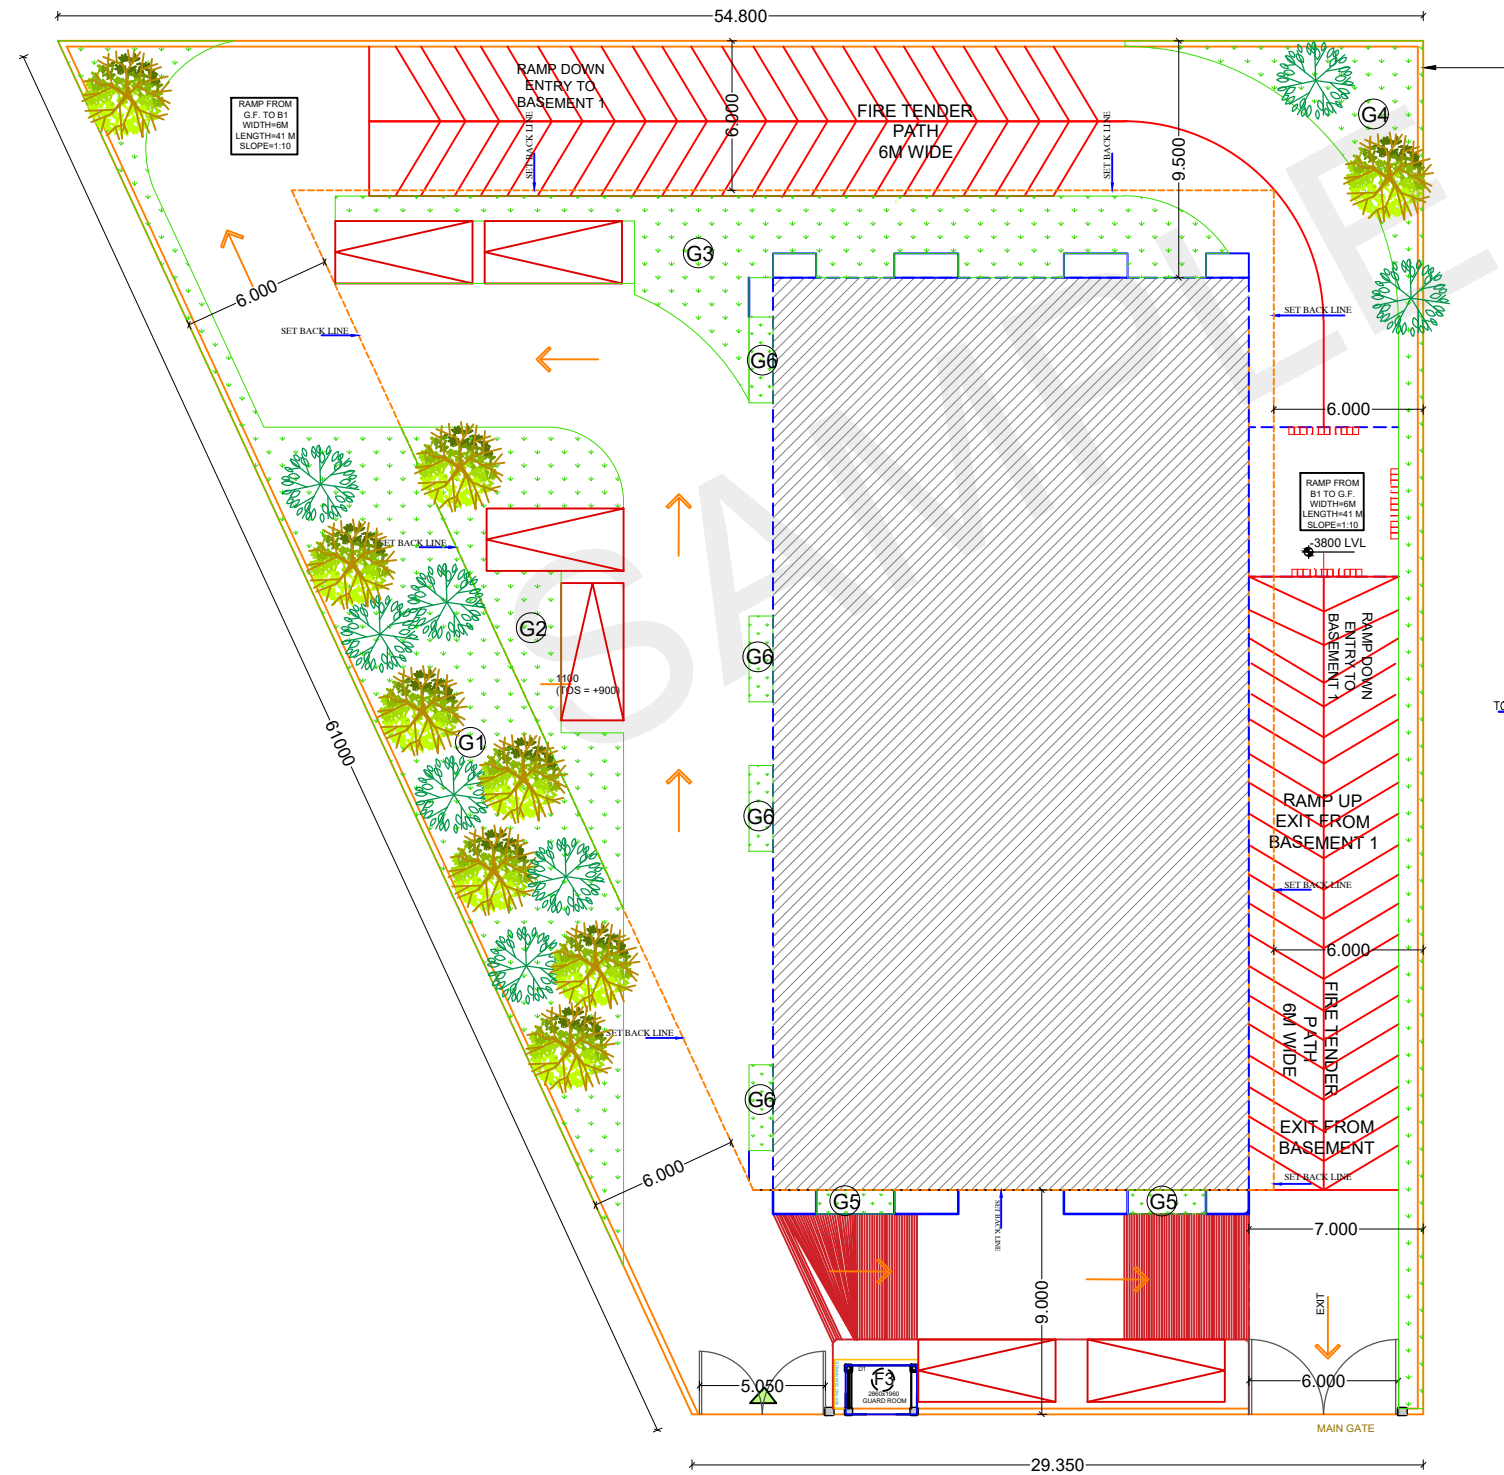 54.800
RAMP FROM
G.F. TO B1
WIDTH=6M
LENGTH=41 M
SLOPE=1:10
RAMP DOWN
ENTRY TO
BASEMENT 1
SET BACK LINE
6.000
FIRE TENDER
PATH
6M WIDE
SET BACK LINE
9.500
G4
G3
6.000
SET BACK LINE
SET BACK LINE
G6
6.000
RAMP FROM
B1 TO G.F.
WIDTH=6M
LENGTH=41 M
SLOPE=1:10
-3800 LVL
SET BACK LINE
G2
G6
RAMP DOWN
ENTRY TO
BASEMENT 1
1100
(TOS = +900)
61000
G1
G6
RAMP UP
EXIT FROM
BASEMENT 1
SET BACK LINE
6.000
FIRE TENDER
PATH
6M WIDE
SET BACK LINE
G6
EXIT FROM
BASEMENT
6.000
SET BACK LINE
G5
G5
SET BACK LINE
7.000
9.000
EXIT
5.050
D1
F3
2860x1960
GUARD ROOM
6.000
MAIN GATE
29.350
SAMPLE